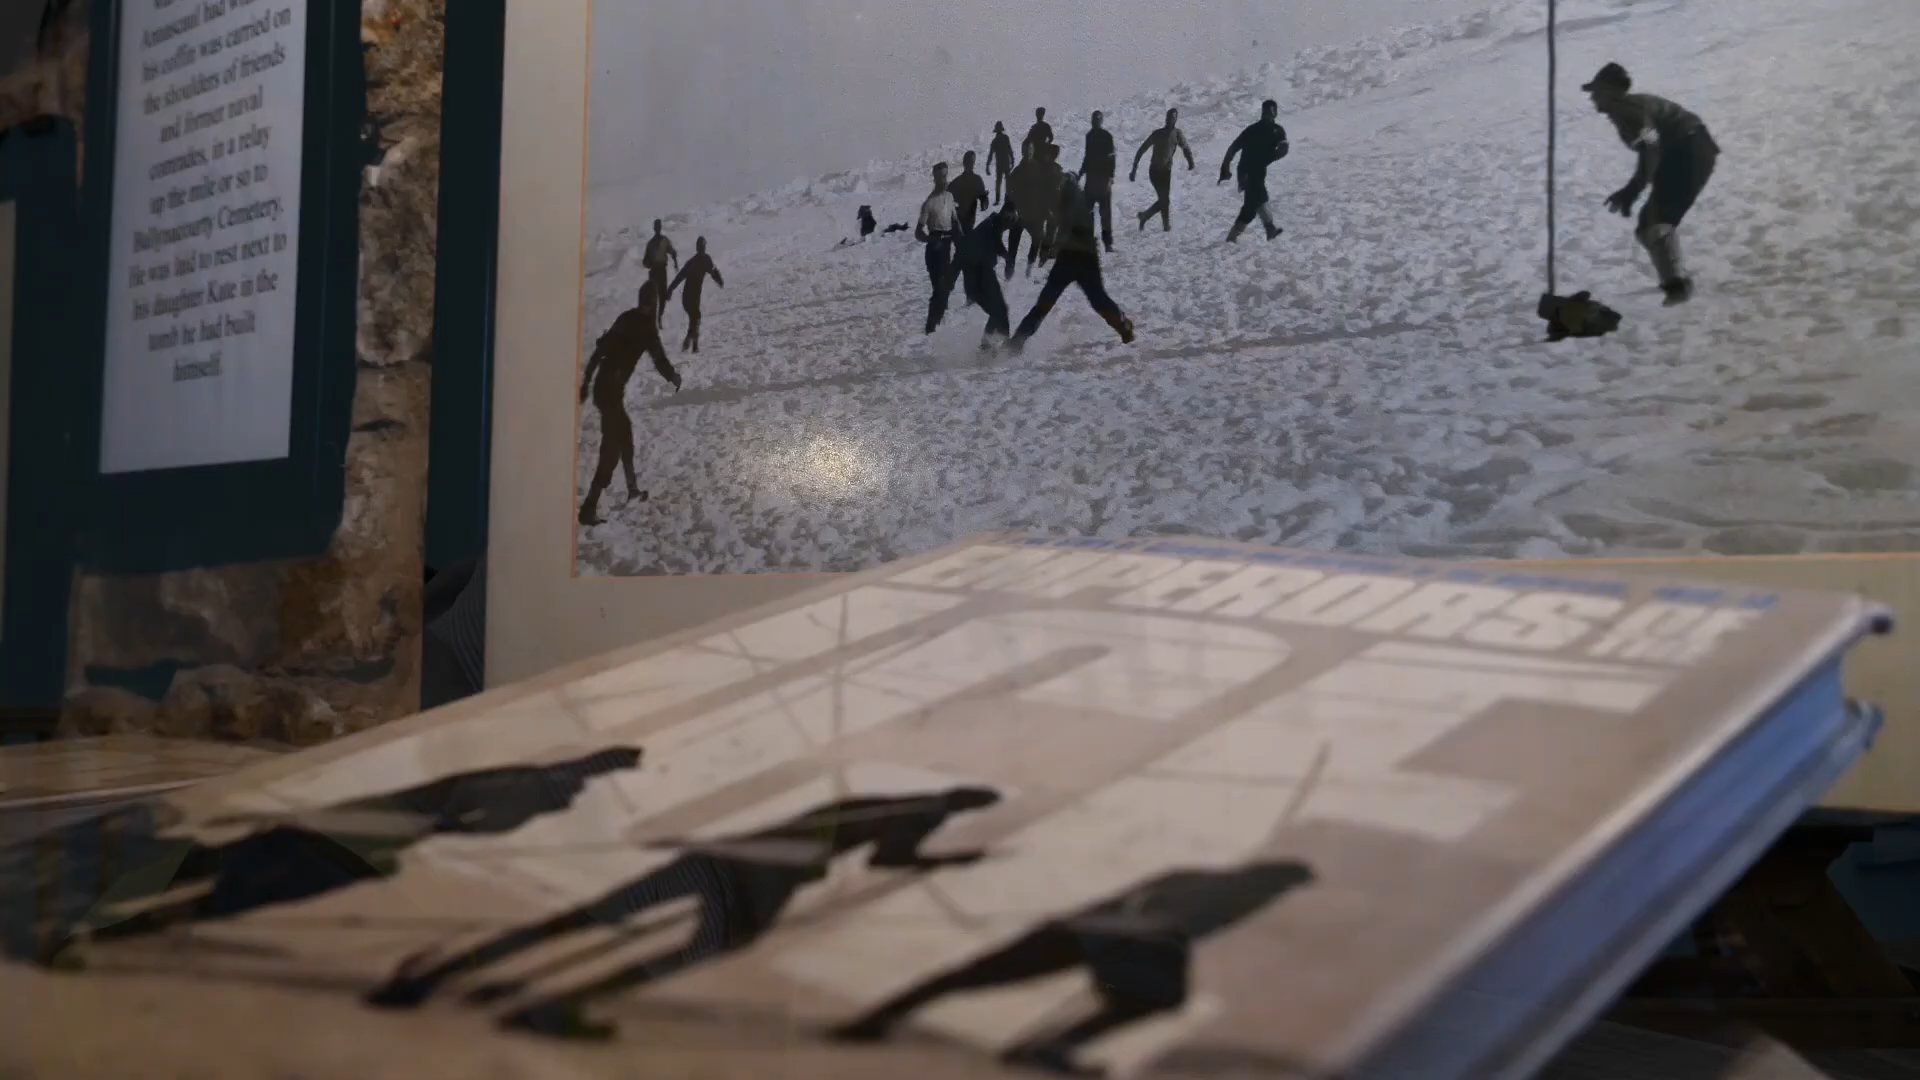 Annascaul had
his coffin was carried on
the shoulders of friends
and former naval
comrades, in a relay
up the mile or so to
Ballynacourty Cemetery.
He was laid to rest next to
his daughter Kate in the
tomb he had built
himself.
EMPERORS OF
ICE